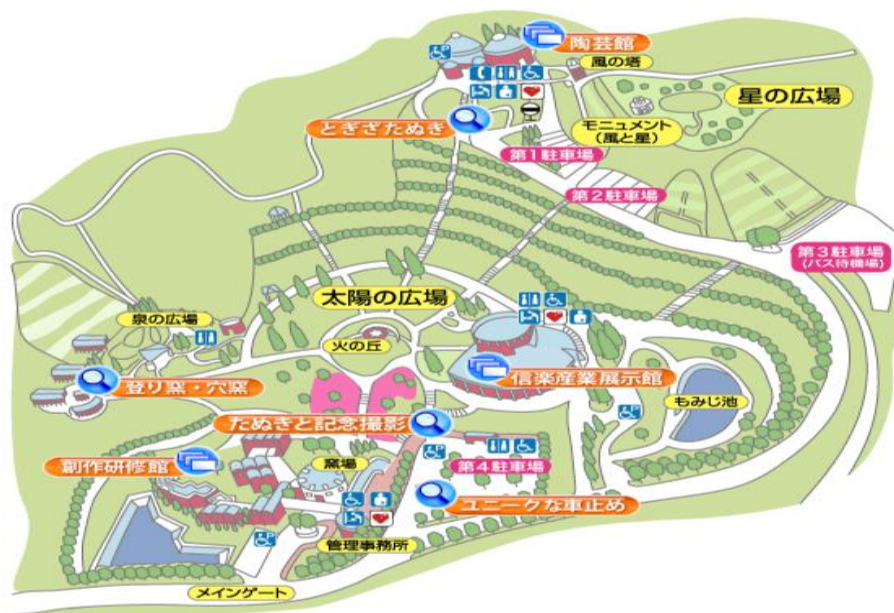 陶芸館
風の塔
星の広場
ときざたぬき
モニュメント
(風と星)
第1駐車場
第2駐車場
第3駐車場
(バス待機場)
太陽の広場
泉の広場
火の丘
信楽産業展示館
登り窯・穴窯
もみじ池
たぬきと記念撮影
創作研修館
窯場
第4駐車場
ユニークな車止め
管理事務所
メインゲート